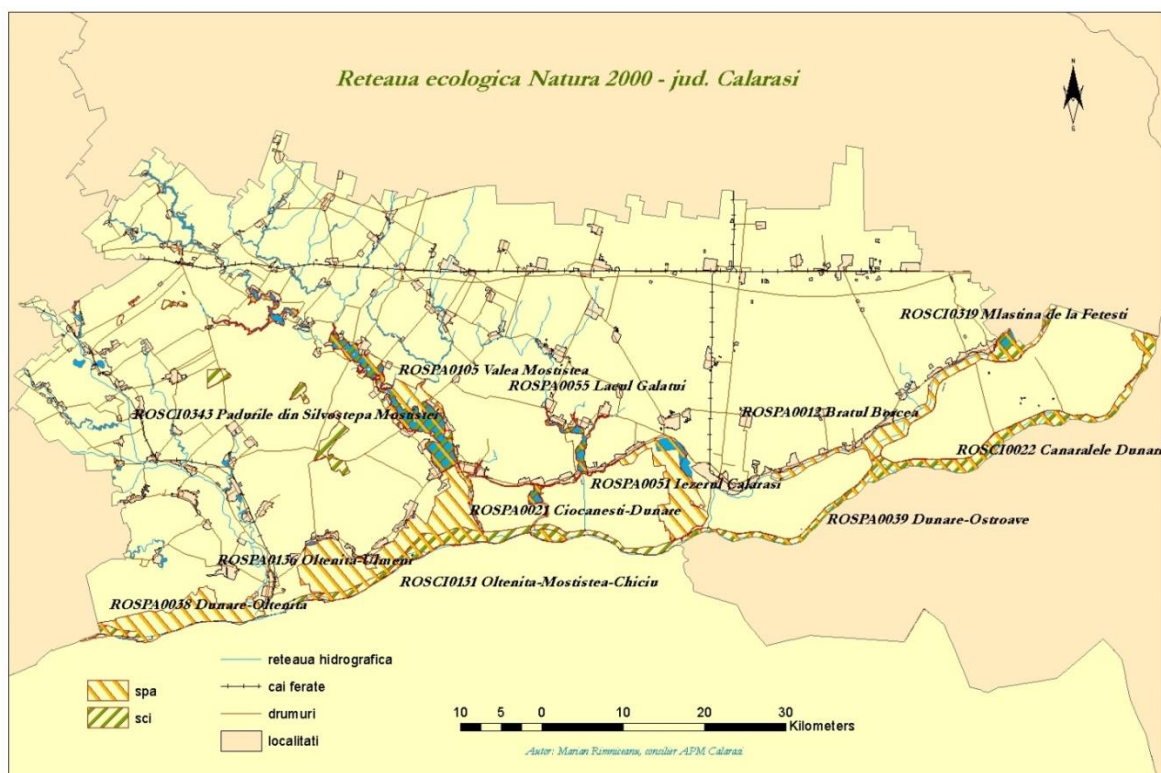 Reteaua ecologica Natura 2000 - jud. Calarasi
N
G
ROSCI0319 Mlastina de la Fetesti
ROSPA0105 Valea Mostistea
ROSPA0055 Lacul Galatui
ROSCI0343 Padurile din Silvostepa Mostistei
ROSPA0012 Bratul Borcea
ROSCI0022 Canaralele Dunar
ROSPA0051 Iezerul Calarasi
ROSPA0021 Ciocanesti-Dunare
ROSPA0039 Dunare-Ostroave
ROSPA0136 Oltenita-Ulmeni
ROSCI0131 Oltenita-Mostistea-Chiciu
ROSPA0038 Dunare-Oltenita
reteaua hidrografica
spa
cai ferate
sci
drumuri
localitati
10 5 0 10 20 30
Kilometers
Autor: Marian Rimniceanu, consilier APM Calarasi